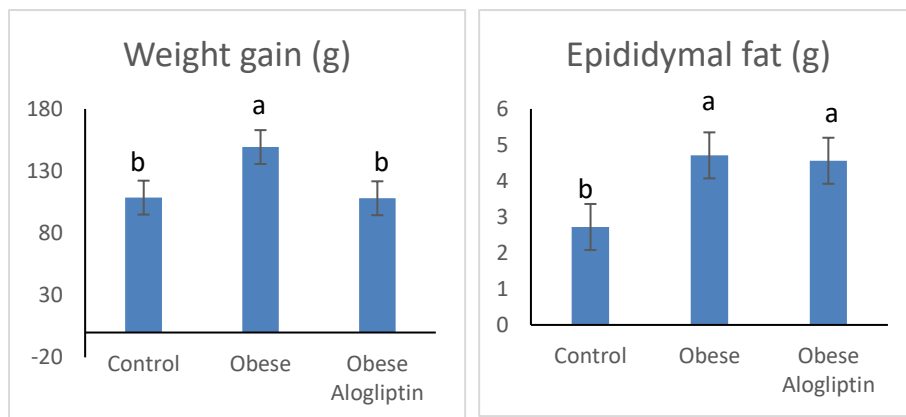 Weight gain (g)
180
130
80
30
-20
b
a
b
Control
Obese
Obese
Alogliptin
Epididymal fat (g)
6
5
4
3
2
1
0
b
a
a
Control
Obese
Obese
Alogliptin